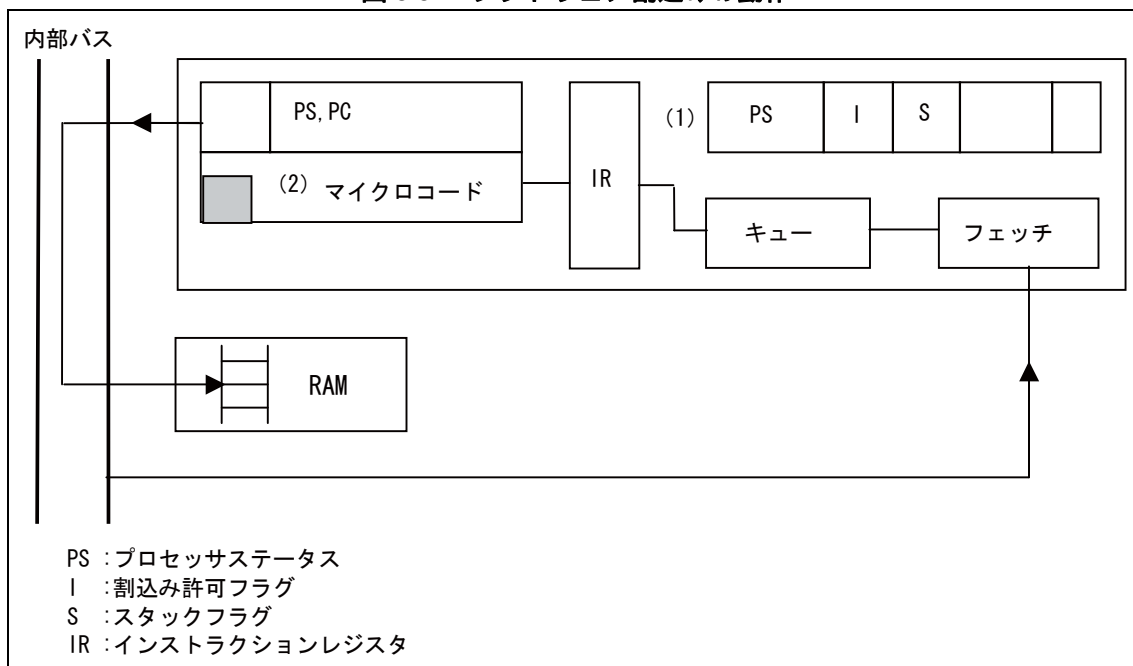 内部バス
PS,PC
(2) マイクロコード
IR
(1)
PS
I
S
キュー
フェッチ
RAM
PS :プロセッサステータス
I :割込み許可フラグ
S :スタックフラグ
IR :インストラクションレジスタ